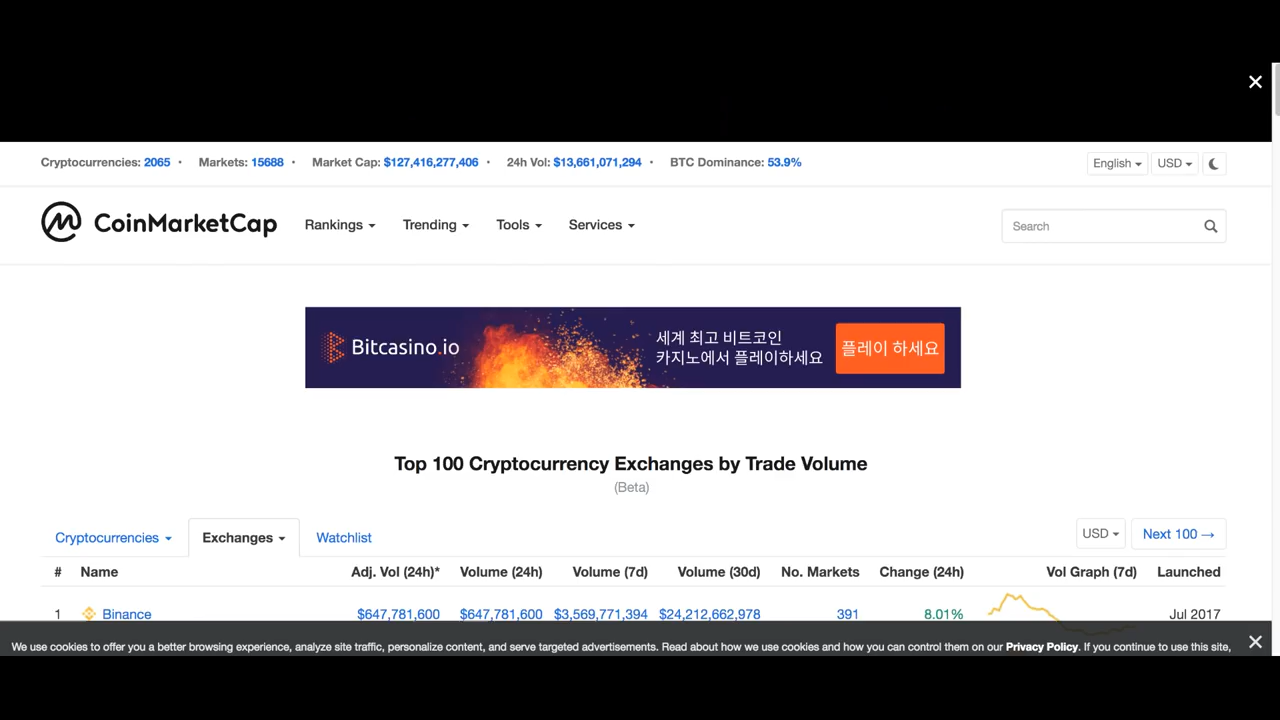 Cryptocurrencies: 2065 • Markets: 15688 • Market Cap: $127,416,277,406 • 24h Vol: $13,661,071,294 • BTC Dominance: 53.9% English USD
CoinMarketCap Rankings Trending Tools Services Search
Bitcasino.io
세계 최고 비트코인
카지노에서 플레이하세요
플레이 하세요
Top 100 Cryptocurrency Exchanges by Trade Volume
(Beta)
Cryptocurrencies Exchanges Watchlist USD Next 100 →
# Name Adj. Vol (24h)* Volume (24h) Volume (7d) Volume (30d) No. Markets Change (24h) Vol Graph (7d) Launched
1 Binance $647,781,600 $647,781,600 $3,569,771,394 $24,212,662,978 391 8.01% Jul 2017
We use cookies to offer you a better browsing experience, analyze site traffic, personalize content, and serve targeted advertisements. Read about how we use cookies and how you can control them on our Privacy Policy. If you continue to use this site,